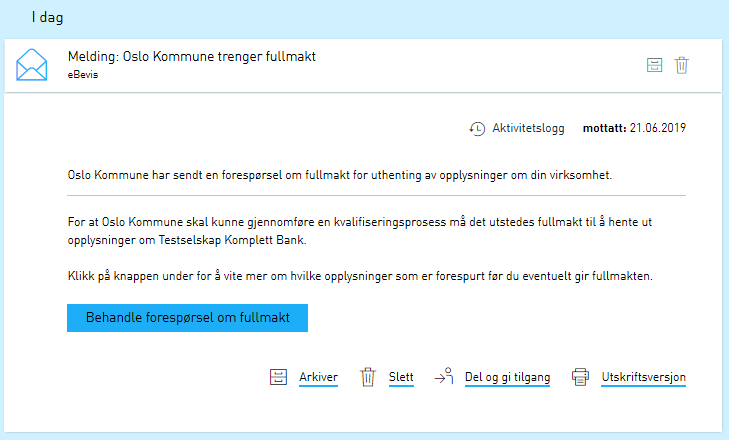 I dag
Melding: Oslo Kommune trenger fullmakt
eBevis
Aktivitetslogg mottatt: 21.06.2019
Oslo Kommune har sendt en forespørsel om fullmakt for uthenting av opplysninger om din virksomhet.
For at Oslo Kommune skal kunne gjennomføre en kvalifiseringsprosess må det utstedes fullmakt til å hente ut
opplysninger om Testselskap Komplett Bank.
Klikk på knappen under for å vite mer om hvilke opplysninger som er forespurt før du eventuelt gir fullmakten.
Behandle forespørsel om fullmakt
Arkiver Slett Del og gi tilgang Utskriftsversjon